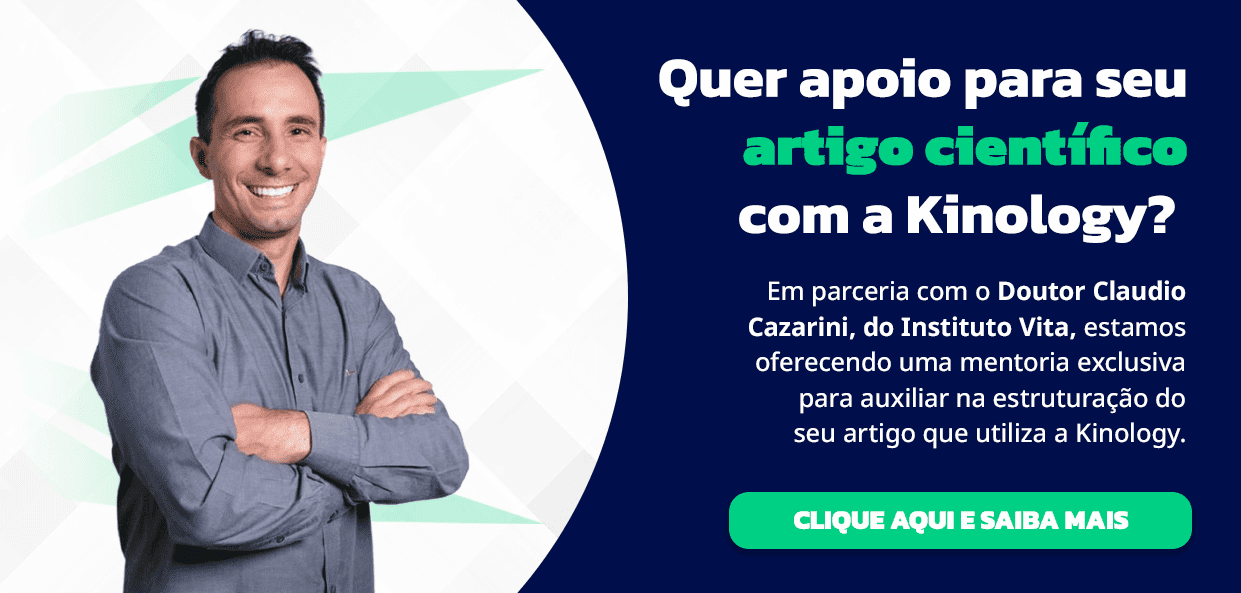 Quer apoio para seu
artigo científico
com a Kinology?
Em parceria com o Doutor Claudio
Cazarini, do Instituto Vita, estamos
oferecendo uma mentoria exclusiva
para auxiliar na estruturação do
seu artigo que utiliza a Kinology.
CLIQUE AQUI E SAIBA MAIS